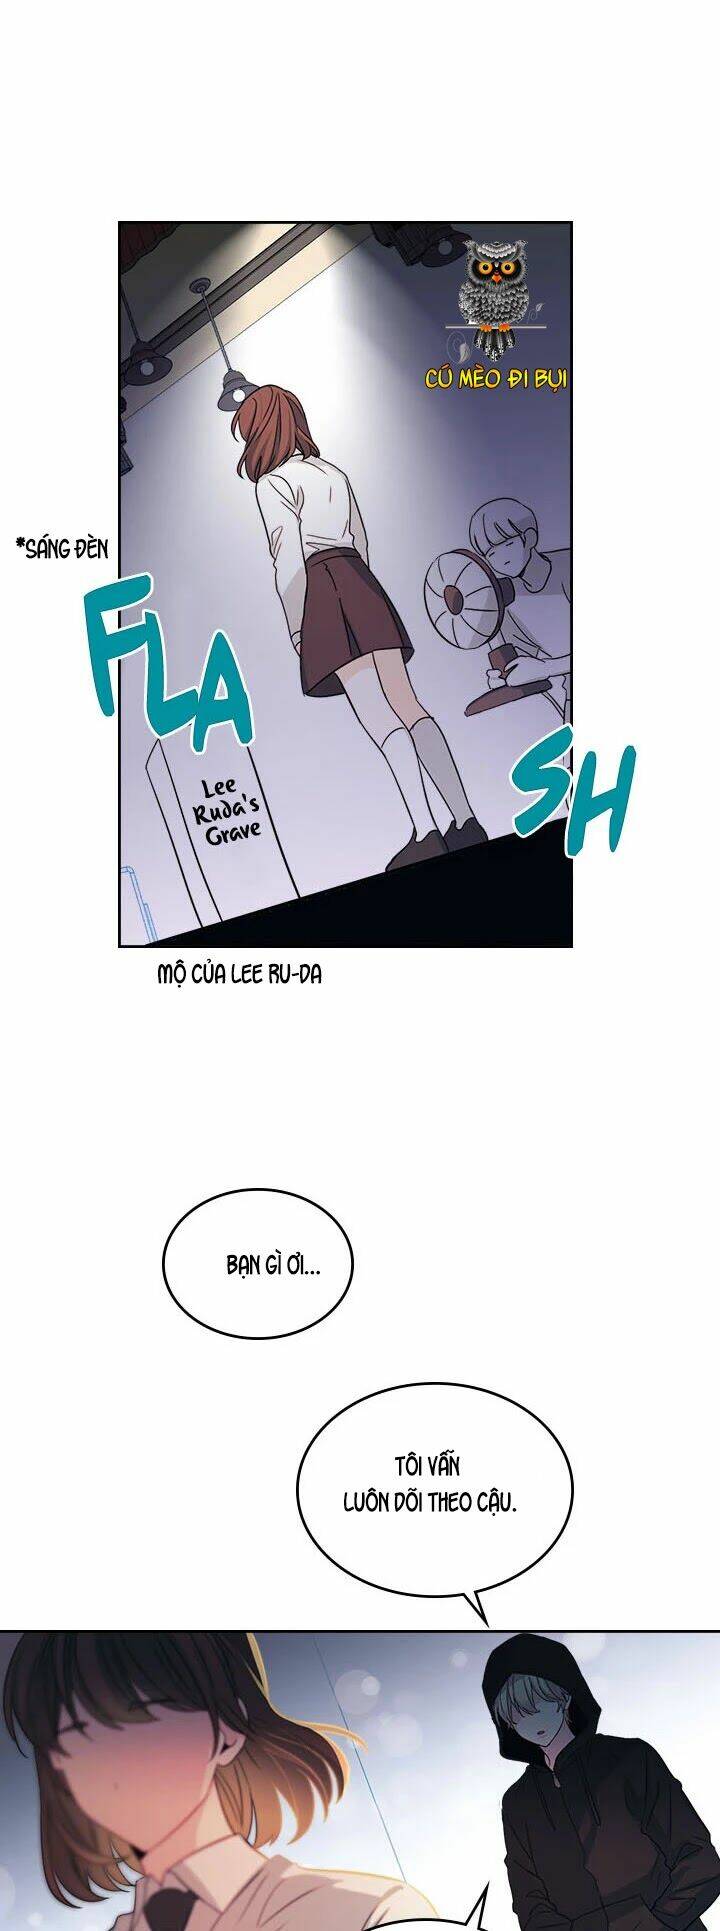 CÚ MÈO ĐI BỤI
*SÁNG ĐÈN
FLA
SH
Lee
Ruda's
Grave
MỘ CỦA LEE RU-DA
BẠN GÌ ƠI...
TÔI VẪN
LUÔN DÕI THEO CẬU.